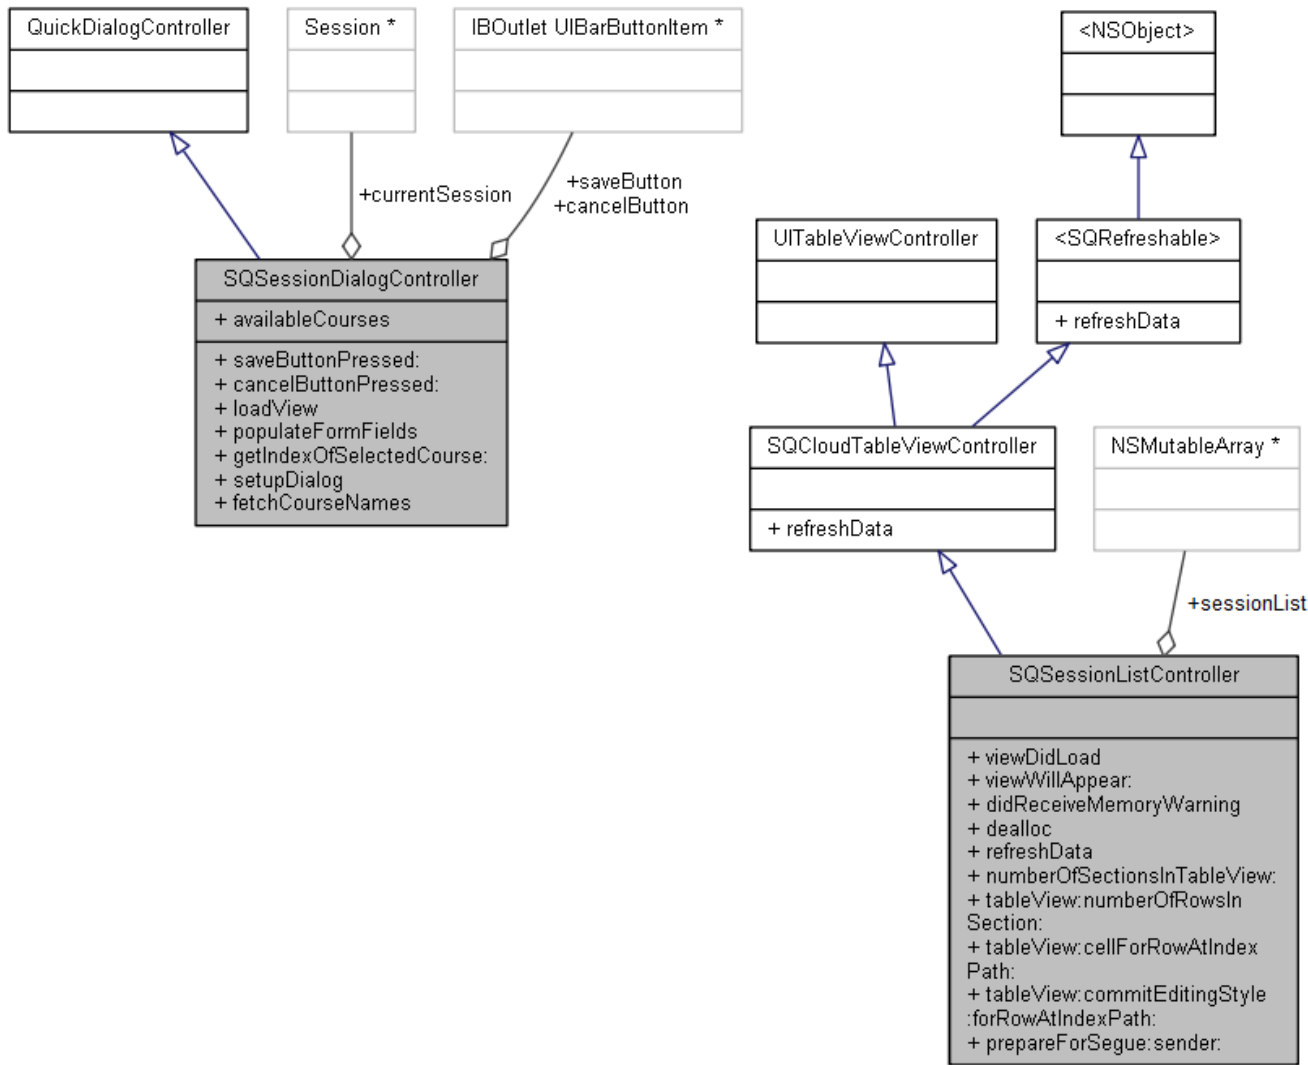 QuickDialogController
Session *
IBOutlet UIBarButtonItem *
+currentSession
+saveButton
+cancelButton
SQSessionDialogController
+ availableCourses
+ saveButtonPressed:
+ cancelButtonPressed:
+ loadView
+ populateFormFields
+ getIndexOfSelectedCourse:
+ setupDialog
+ fetchCourseNames
<NSObject>
UITableViewController
<SQRefreshable>
+ refreshData
SQCloudTableViewController
+ refreshData
NSMutableArray *
+sessionList
SQSessionListController
+ viewDidLoad
+ viewWillAppear:
+ didReceiveMemoryWarning
+ dealloc
+ refreshData
+ numberOfSectionsInTableView:
+ tableView:numberOfRowsIn
Section:
+ tableView:cellForRowAtIndex
Path:
+ tableView:commitEditingStyle
:forRowAtIndexPath:
+ prepareForSegue:sender: